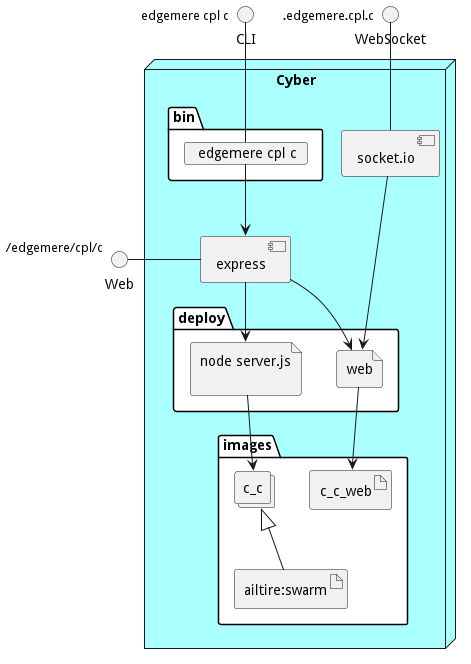 edgemere cpl c
.edgemere.cpl.c
CLI
WebSocket
Cyber
bin
edgemere cpl c
socket.io
/edgemere/cpl/c
express
Web
deploy
node server.js
web
images
c_c
c_c_web
ailtire:swarm